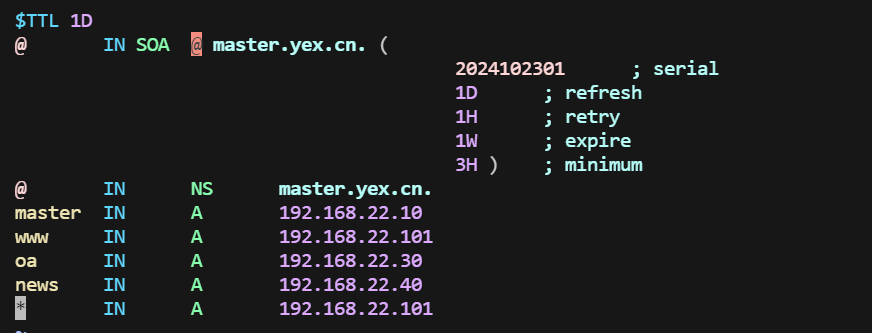 $TTL 1D
@ IN SOA @ master.yex.cn. (
2024102301 ; serial
1D ; refresh
1H ; retry
1W ; expire
3H ) ; minimum
@ IN NS master.yex.cn.
master IN A 192.168.22.10
www IN A 192.168.22.101
oa IN A 192.168.22.30
news IN A 192.168.22.40
* IN A 192.168.22.101